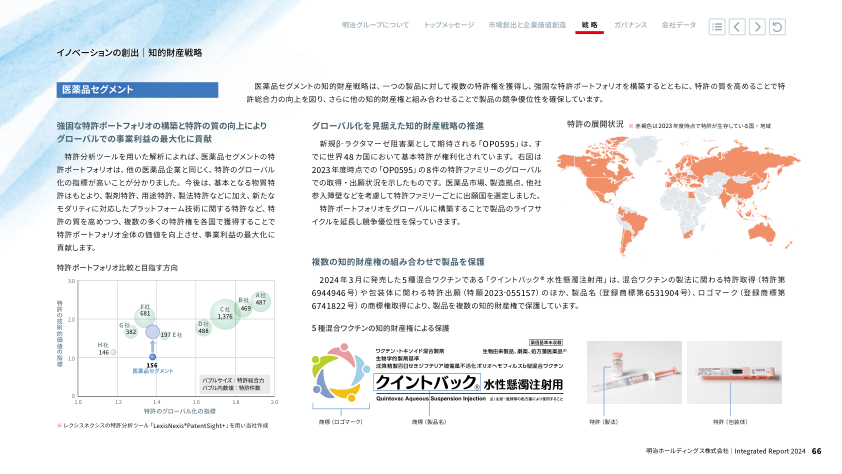 明治グループについて トップメッセージ 市場創出と企業価値創造 戦略 ガバナンス 会社データ
イノベーションの創出｜知的財産戦略
医薬品セグメント
医薬品セグメントの知的財産戦略は、一つの製品に対して複数の特許権を獲得し、強固な特許ポートフォリオを構築するとともに、特許の質を高めることで特
許総合力の向上を図り、さらに他の知的財産権と組み合わせることで製品の競争優位性を確保しています。
強固な特許ポートフォリオの構築と特許の質の向上により
グローバルでの事業利益の最大化に貢献
特許分析ツールを用いた解析によれば、医薬品セグメントの特
許ポートフォリオは、他の医薬品企業と同じく、特許のグローバル
化の指標が高いことが分かりました。今後は、基本となる物質特
許はもとより、製剤特許、用途特許、製法特許などに加え、新たな
モダリティに対応したプラットフォーム技術に関する特許など、特
許の質を高めつつ、複数の多くの特許権を各国で獲得することで
特許ポートフォリオ全体の価値を向上させ、事業利益の最大化に
貢献します。
特許ポートフォリオ比較と目指す方向
特許の技術的価値の指標
3.0
2.0
1.0
0
1.0 1.2 1.4 1.6 1.8 2.0
A社
487
B社
469
C社
1,376
D社
488
197 E社
F社
681
G社
382
H社
146
156
医薬品セグメント
バブルサイズ：特許総合力
バブル内数値：特許件数
特許のグローバル化の指標
※ レクシスネクシスの特許分析ツール「LexisNexis®PatentSight+」を用い当社作成
グローバル化を見据えた知的財産戦略の推進
新規β-ラクタマーゼ阻害薬として期待される「OP0595」は、す
でに世界48カ国において基本特許が権利化されています。右図は
2023年度時点での「OP0595」の8件の特許ファミリーのグローバル
での取得・出願状況を示したものです。医薬品市場、製造拠点、他社
参入障壁などを考慮して特許ファミリーごとに出願国を選定しました。
特許ポートフォリオをグローバルに構築することで製品のライフサ
イクルを延長し競争優位性を保っていきます。
特許の展開状況 ※ 赤褐色は2023年度時点で特許が生存している国・地域
複数の知的財産権の組み合わせで製品を保護
2024年3月に発売した5種混合ワクチンである「クイントバック® 水性懸濁注射用」は、混合ワクチンの製法に関わる特許取得（特許第
6944946号）や包装体に関わる特許出願（特願2023-055157）のほか、製品名（登録商標第6531904号）、ロゴマーク（登録商標第
6741822号）の商標権取得により、製品を複数の知的財産権で保護しています。
5種混合ワクチンの知的財産権による保護
薬価基準未収載
ワクチン・トキソイド混合製剤 生物由来製品、劇薬、処方箋医薬品
生物学的製剤基準
沈降精製百日せきジフテリア破傷風不活化ポリオヘモフィルスb型混合ワクチン
クイントバック® 水性懸濁注射用
Quintovac Aqueous Suspension Injection
商標（ロゴマーク） 商標（製品名） 特許（製法） 特許（包装体）
明治ホールディングス株式会社｜Integrated Report 2024 66